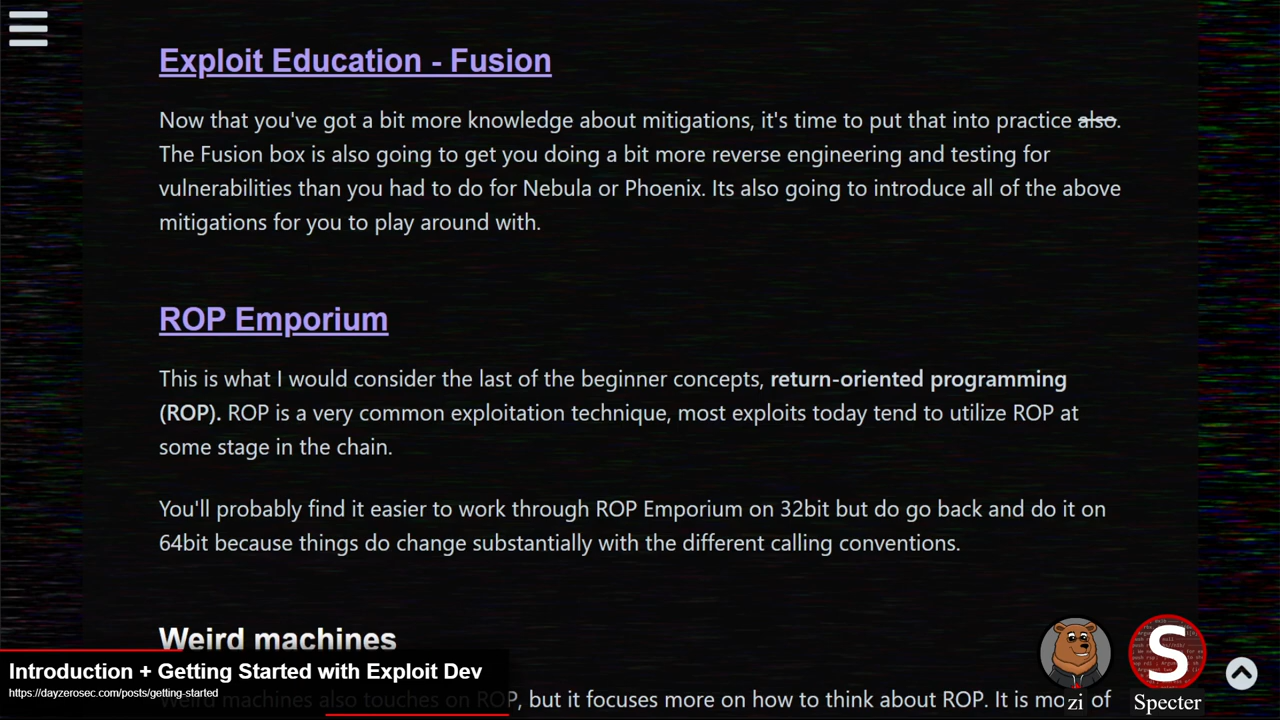 Exploit Education - Fusion
Now that you've got a bit more knowledge about mitigations, it's time to put that into practice also.
The Fusion box is also going to get you doing a bit more reverse engineering and testing for
vulnerabilities than you had to do for Nebula or Phoenix. Its also going to introduce all of the above
mitigations for you to play around with.
ROP Emporium
This is what I would consider the last of the beginner concepts, return-oriented programming
(ROP). ROP is a very common exploitation technique, most exploits today tend to utilize ROP at
some stage in the chain.
You'll probably find it easier to work through ROP Emporium on 32bit but do go back and do it on
64bit because things do change substantially with the different calling conventions.
Weird machines
Introduction + Getting Started with Exploit Dev
https://dayzerosec.com/posts/getting-started
Weird machines also touches on ROP, but it focuses more on how to think about ROP. It is of
zi
S
Specter